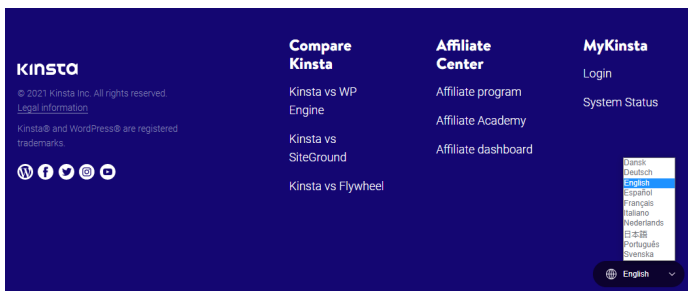 KINSTA
© 2021 Kinsta Inc. All rights reserved.
Legal information
Kinsta® and WordPress® are registered
trademarks.
Compare
Kinsta
Kinsta vs WP
Engine
Kinsta vs
SiteGround
Kinsta vs Flywheel
Affiliate
Center
Affiliate program
Affiliate Academy
Affiliate dashboard
MyKinsta
Login
System Status
Dansk
Deutsch
English
Español
Français
Italiano
Nederlands
日本語
Português
Svenska
English